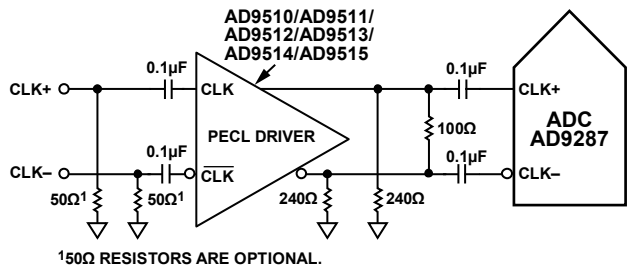 AD9510/AD9511/
AD9512/AD9513/
AD9514/AD9515
0.1µF
0.1µF
CLK+
CLK
CLK+
ADC
AD9287
PECL DRIVER
100Ω
0.1µF
0.1µF
CLK–
CLK
CLK–
50Ω1
50Ω1
240Ω
240Ω
150Ω RESISTORS ARE OPTIONAL.